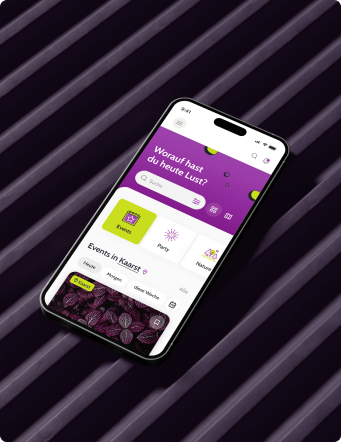 9:41
Worauf hast
du heute Lust?
Suche
Events
Party
Nature
Events in Kaarst
Alle
Heute
Morgen
diese Woche
Kaarst